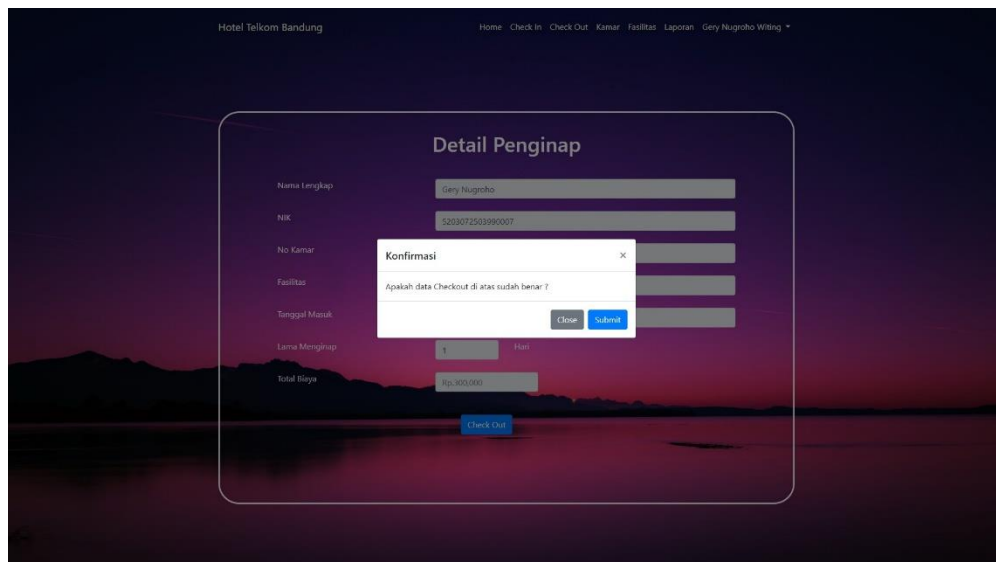 Hotel Telkom Bandung
Home Check In Check Out Kamar Fasilitas Laporan Gery Nugroho Witing
Detail Penginap
Nama Lengkap
Gery Nugroho
NIK
5203072503990007
No Kamar
Konfirmasi ×
Fasilitas
Apakah data Checkout di atas sudah benar ?
Tanggal Masuk
Close Submit
Lama Menginap
1 Hari
Total Biaya
Rp.300,000
Check Out